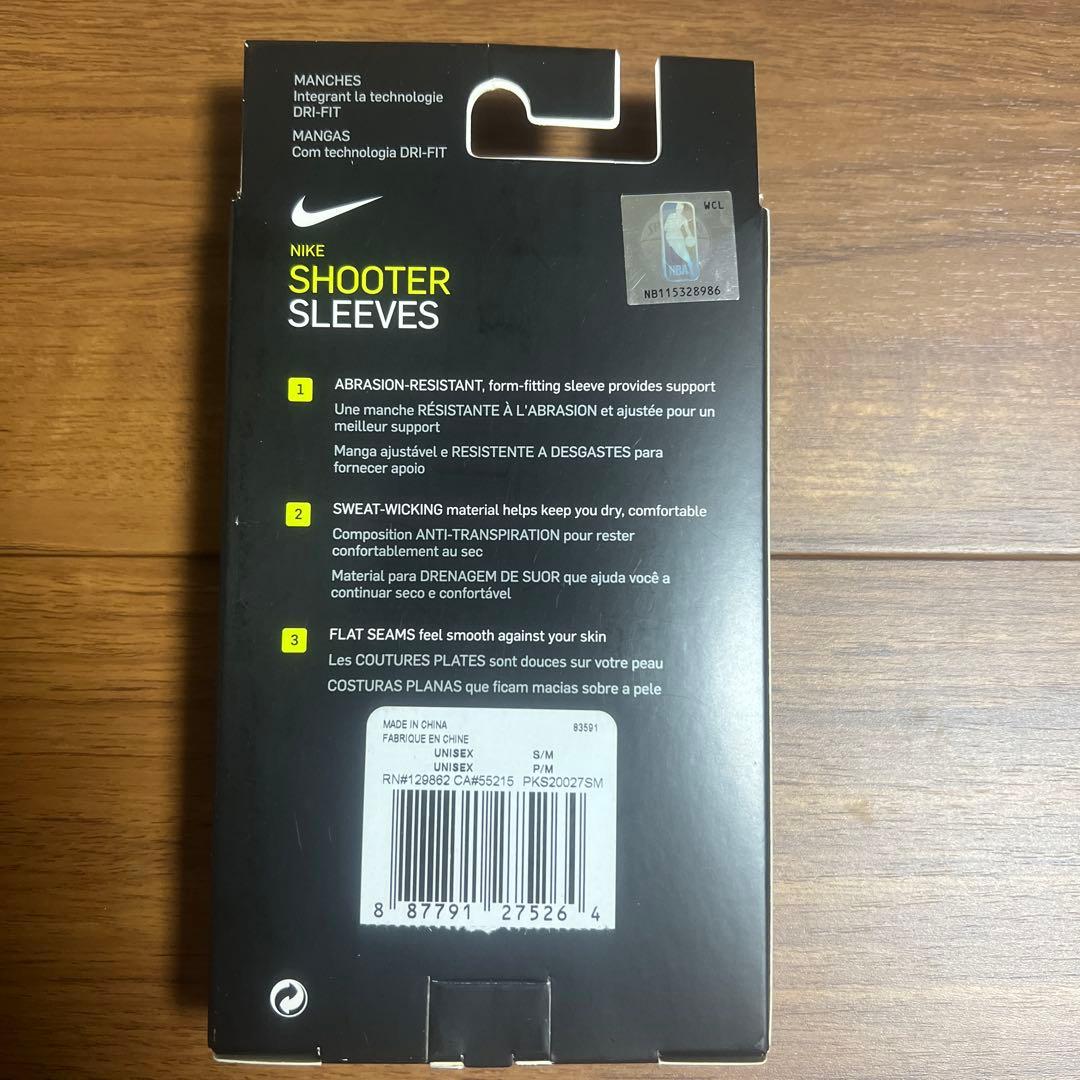 MANCHES
Integrant la technologie
DRI-FIT
MANGAS
Com technologia DRI-FIT
WCL
NBA
NB115328986
NIKE
SHOOTER
SLEEVES
1
ABRASION-RESISTANT, form-fitting sleeve provides support
Une manche RÉSISTANTE À L'ABRASION et ajustée pour un
meilleur support
Manga ajustável e RESISTENTE A DESGASTES para
fornecer apoio
2
SWEAT-WICKING material helps keep you dry, comfortable
Composition ANTI-TRANSPIRATION pour rester
confortablement au sec
Material para DRENAGEM DE SUOR que ajuda você a
continuar seco e confortável
3
FLAT SEAMS feel smooth against your skin
Les COUTURES PLATES sont douces sur votre peau
COSTURAS PLANAS que ficam macias sobre a pele
MADE IN CHINA 83591
FABRIQUE EN CHINE
UNISEX S/M
UNISEX P/M
RN#129862 CA#55215 PKS20027SM
8 87791 27526 4